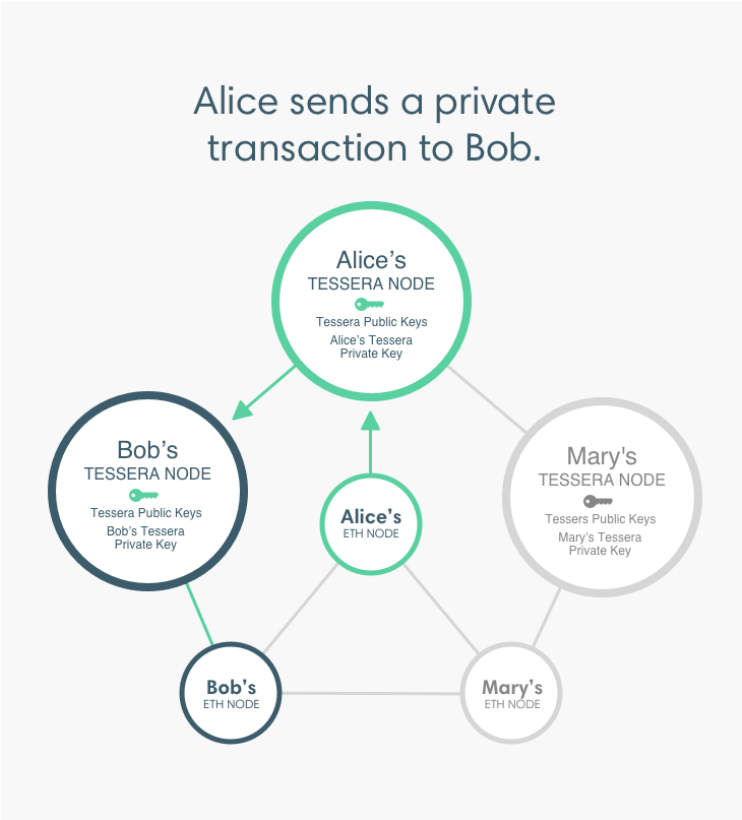 Alice sends a private
transaction to Bob.
Alice's
TESSERA NODE
Tessera Public Keys
Alice's Tessera
Private Key
Bob's
TESSERA NODE
Tessera Public Keys
Bob's Tessera
Private Key
Mary's
TESSERA NODE
Tessers Public Keys
Mary's Tessera
Private Key
Alice's
ETH NODE
Bob's
ETH NODE
Mary's
ETH NODE